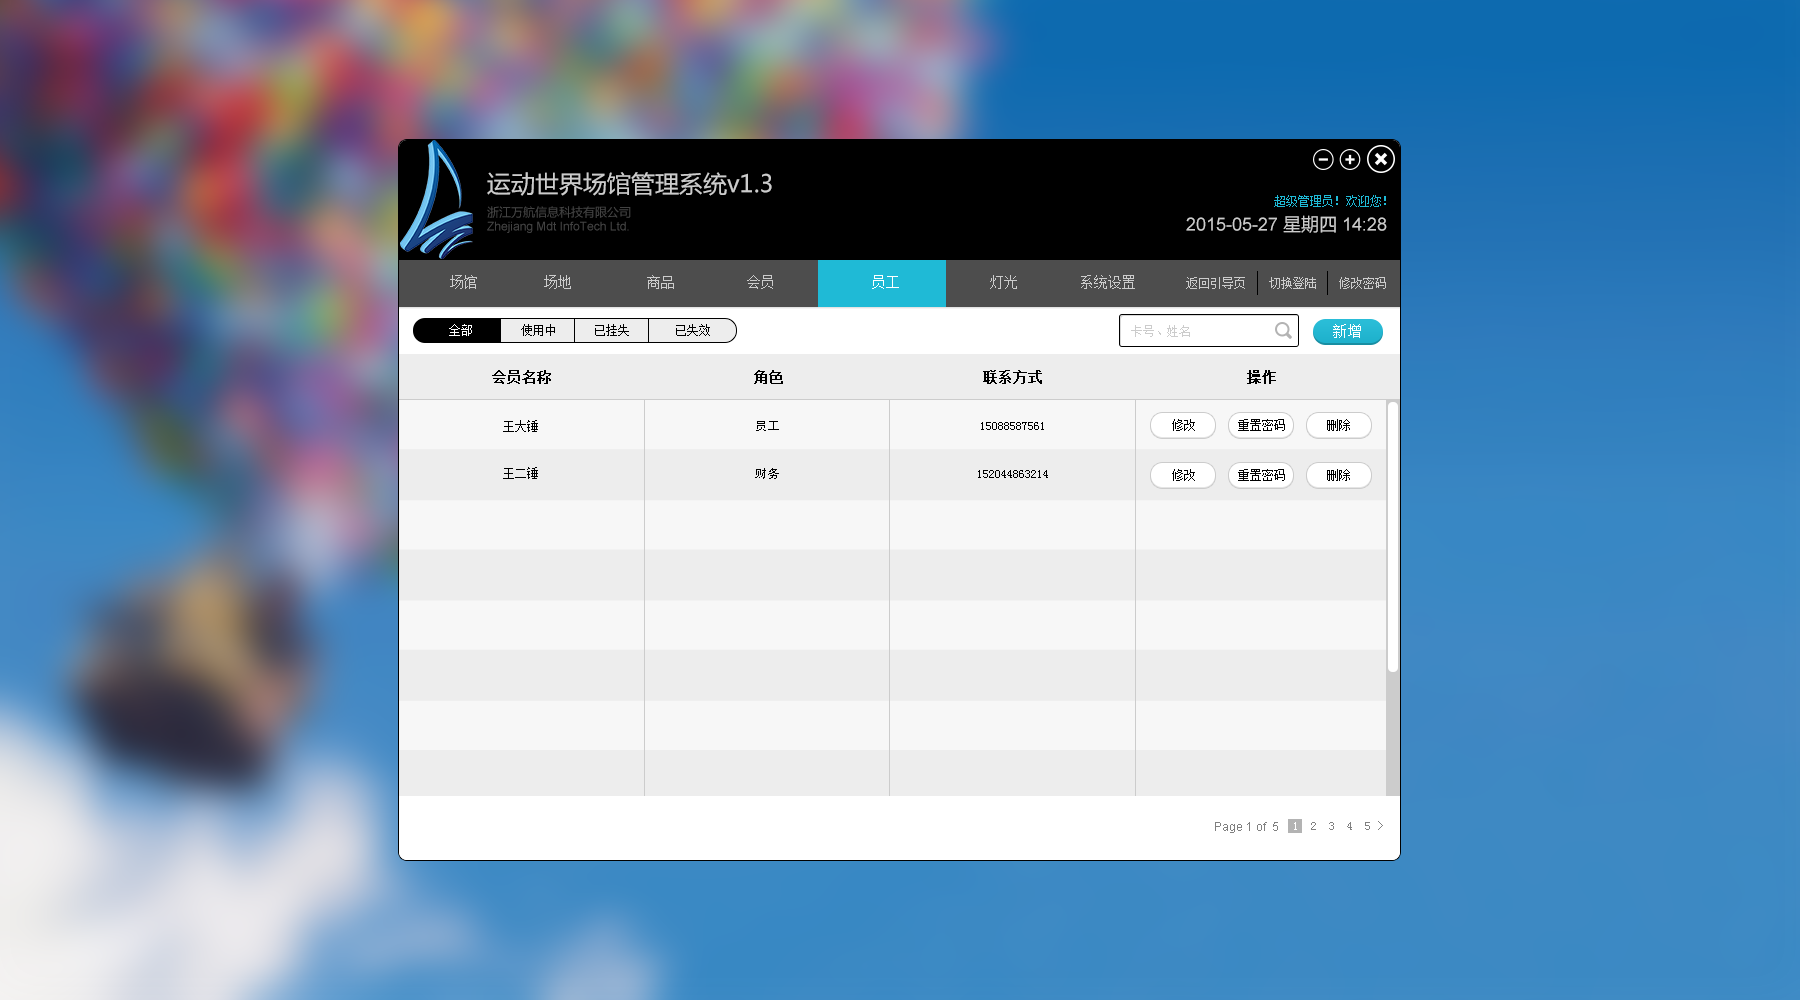 运动世界场馆管理系统v1.3
浙江万航信息科技有限公司
Zhejiang Mdt InfoTech Ltd.
超级管理员！欢迎您！
2015-05-27 星期四 14:28
场馆 场地 商品 会员 员工 灯光 系统设置 返回引导页 切换登陆 修改密码
全部 使用中 已挂失 已失效 卡号、姓名 新增
会员名称 角色 联系方式 操作
王大锤 员工 15088587561 修改 重置密码 删除
王二锤 财务 152044863214 修改 重置密码 删除
Page 1 of 5 1 2 3 4 5 >